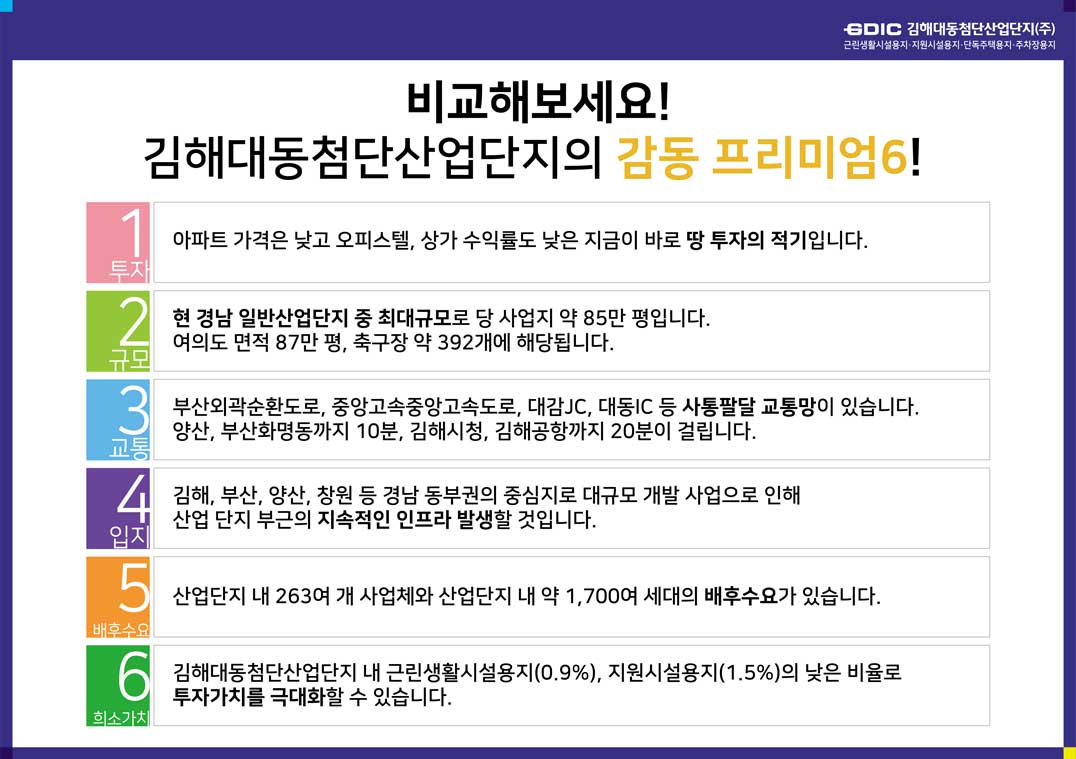 GDIC 김해대동첨단산업단지(주)
근린생활시설용지·지원시설용지·단독주택용지·주차장용지
비교해보세요!
김해대동첨단산업단지의 감동 프리미엄6!
1
투자
아파트 가격은 낮고 오피스텔, 상가 수익률도 낮은 지금이 바로 땅 투자의 적기입니다.
2
규모
현 경남 일반산업단지 중 최대규모로 당 사업지 약 85만 평입니다.
여의도 면적 87만 평, 축구장 약 392개에 해당됩니다.
3
교통
부산외곽순환도로, 중앙고속중앙고속도로, 대감JC, 대동IC 등 사통팔달 교통망이 있습니다.
양산, 부산화명동까지 10분, 김해시청, 김해공항까지 20분이 걸립니다.
4
입지
김해, 부산, 양산, 창원 등 경남 동부권의 중심지로 대규모 개발 사업으로 인해
산업 단지 부근의 지속적인 인프라 발생할 것입니다.
5
배후수요
산업단지 내 263여 개 사업체와 산업단지 내 약 1,700여 세대의 배후수요가 있습니다.
6
희소가치
김해대동첨단산업단지 내 근린생활시설용지(0.9%), 지원시설용지(1.5%)의 낮은 비율로
투자가치를 극대화할 수 있습니다.